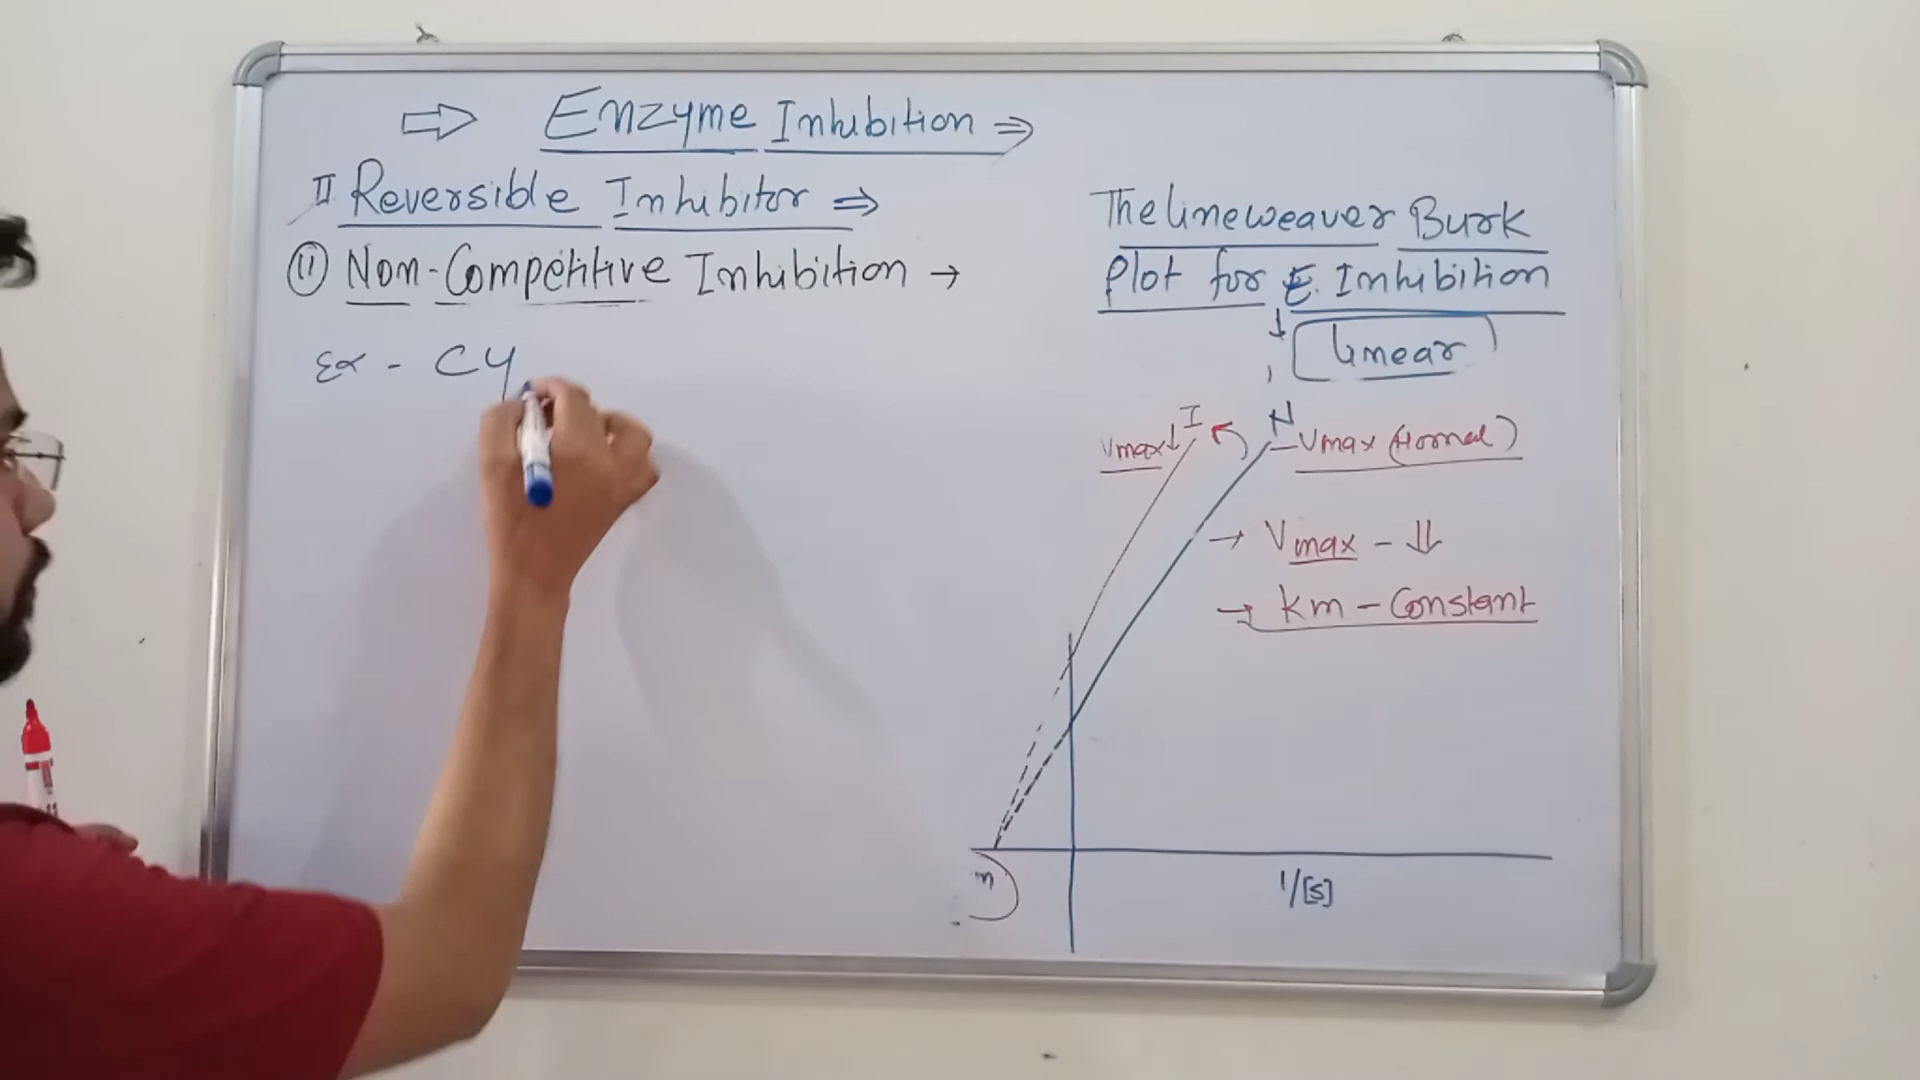 ⇨ Enzyme Inhibition ⇒
II Reversible Inhibitor ⇒
(II) Non-Competitive Inhibition →
Ex - Cy
The lineweaver Burk
Plot for E. Inhibition
↓
linear
Vmax↓ I N Vmax (Normal)
→ Vmax - ⇓
→ Km - Constant
m
1/[S]